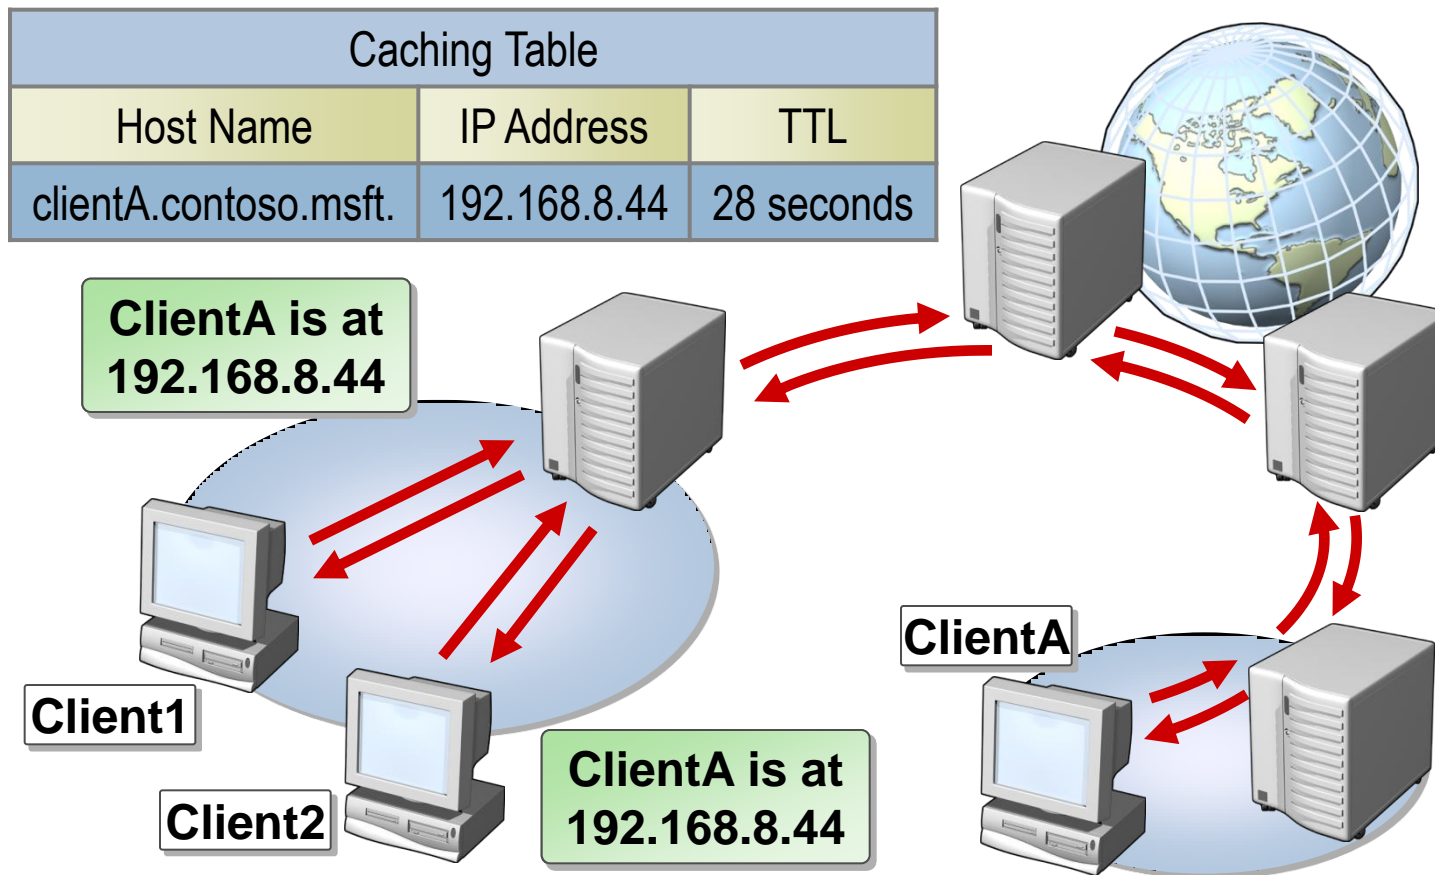 Caching Table
Host Name IP Address TTL
clientA.contoso.msft. 192.168.8.44 28 seconds
ClientA is at
192.168.8.44
ClientA
Client1
Client2
ClientA is at
192.168.8.44